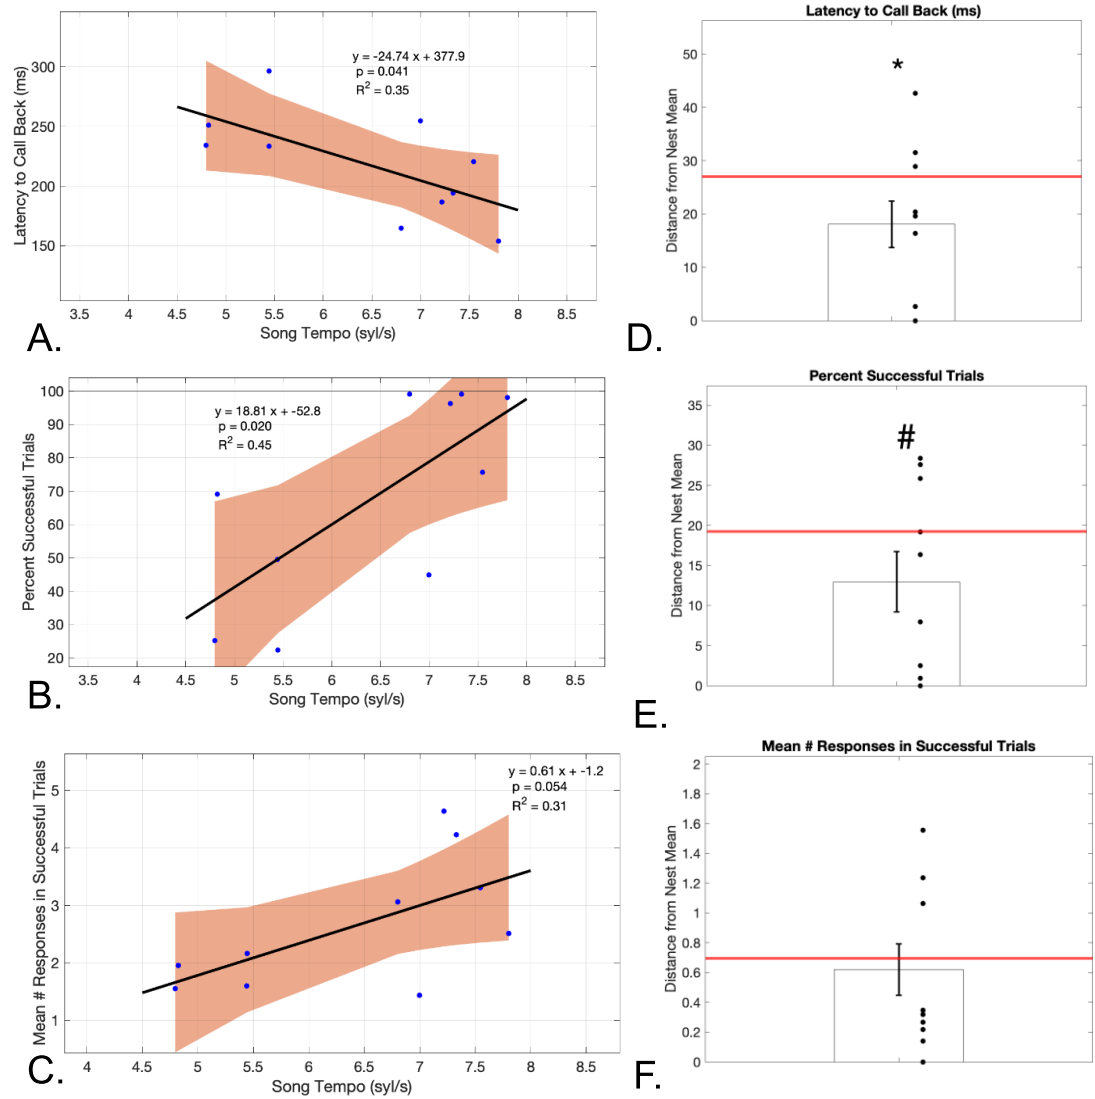 y = -24.74 x + 377.9
p = 0.041
R2 = 0.35
Latency to Call Back (ms)
300
250
200
150
3.5 4 4.5 5 5.5 6 6.5 7 7.5 8 8.5
Song Tempo (syl/s)
A.
Latency to Call Back (ms)
*
Distance from Nest Mean
50
40
30
20
10
0
D.
y = 18.81 x + -52.8
p = 0.020
R2 = 0.45
Percent Successful Trials
100
90
80
70
60
50
40
30
20
3.5 4 4.5 5 5.5 6 6.5 7 7.5 8 8.5
Song Tempo (syl/s)
B.
Percent Successful Trials
#
Distance from Nest Mean
35
30
25
20
15
10
5
0
E.
y = 0.61 x + -1.2
p = 0.054
R2 = 0.31
Mean # Responses in Successful Trials
5
4
3
2
1
4 4.5 5 5.5 6 6.5 7 7.5 8 8.5
Song Tempo (syl/s)
C.
Mean # Responses in Successful Trials
Distance from Nest Mean
2
1.8
1.6
1.4
1.2
1
0.8
0.6
0.4
0.2
0
F.